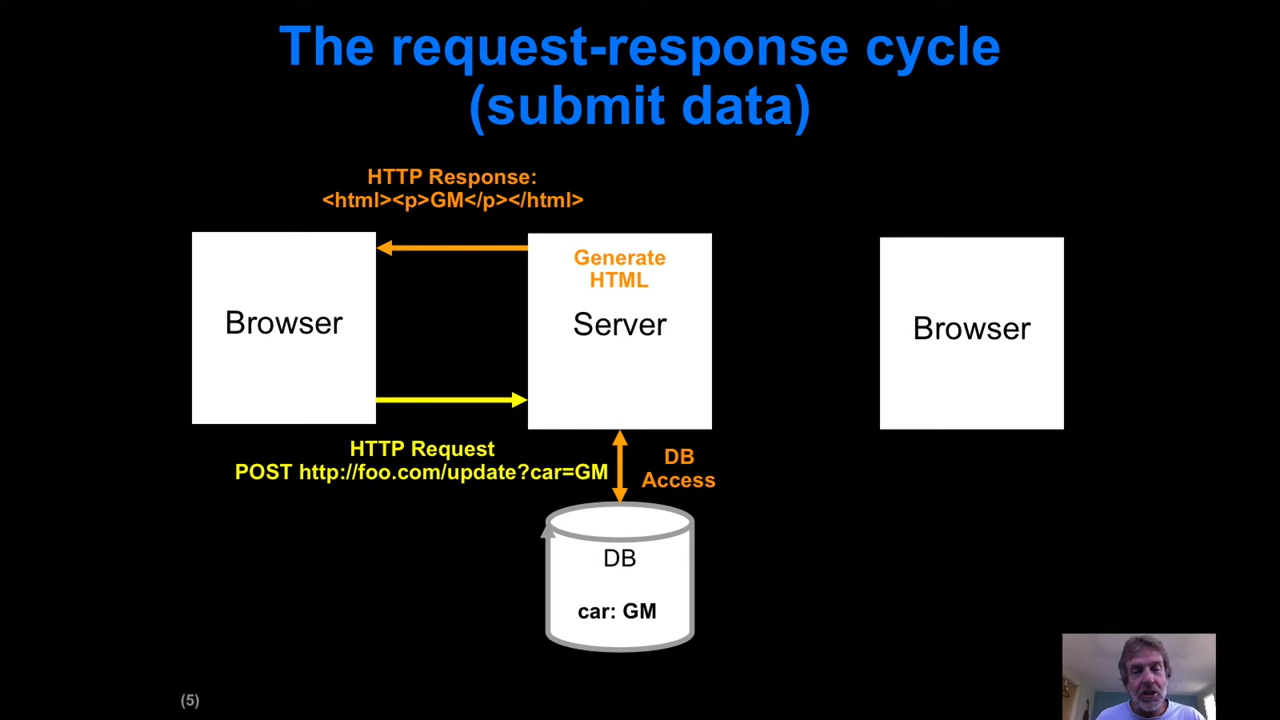 The request-response cycle
(submit data)
HTTP Response:
<html><p>GM</p></html>
Generate
HTML
Browser
Server
Browser
HTTP Request
POST http://foo.com/update?car=GM
DB
Access
DB
car: GM
(5)